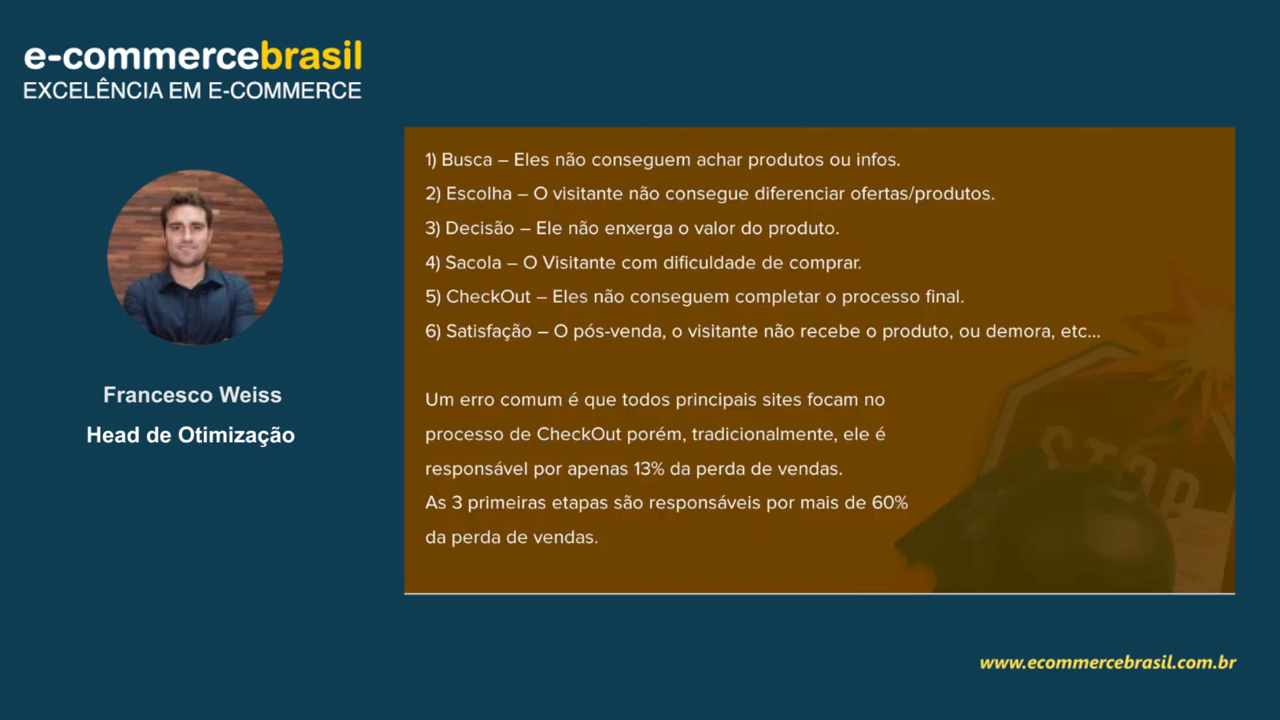 e-commercebrasil
EXCELÊNCIA EM E-COMMERCE
Francesco Weiss
Head de Otimização
1) Busca – Eles não conseguem achar produtos ou infos.
2) Escolha – O visitante não consegue diferenciar ofertas/produtos.
3) Decisão – Ele não enxerga o valor do produto.
4) Sacola – O Visitante com dificuldade de comprar.
5) CheckOut – Eles não conseguem completar o processo final.
6) Satisfação – O pós-venda, o visitante não recebe o produto, ou demora, etc...
Um erro comum é que todos principais sites focam no
processo de CheckOut porém, tradicionalmente, ele é
responsável por apenas 13% da perda de vendas.
As 3 primeiras etapas são responsáveis por mais de 60%
da perda de vendas.
STOP
www.ecommercebrasil.com.br